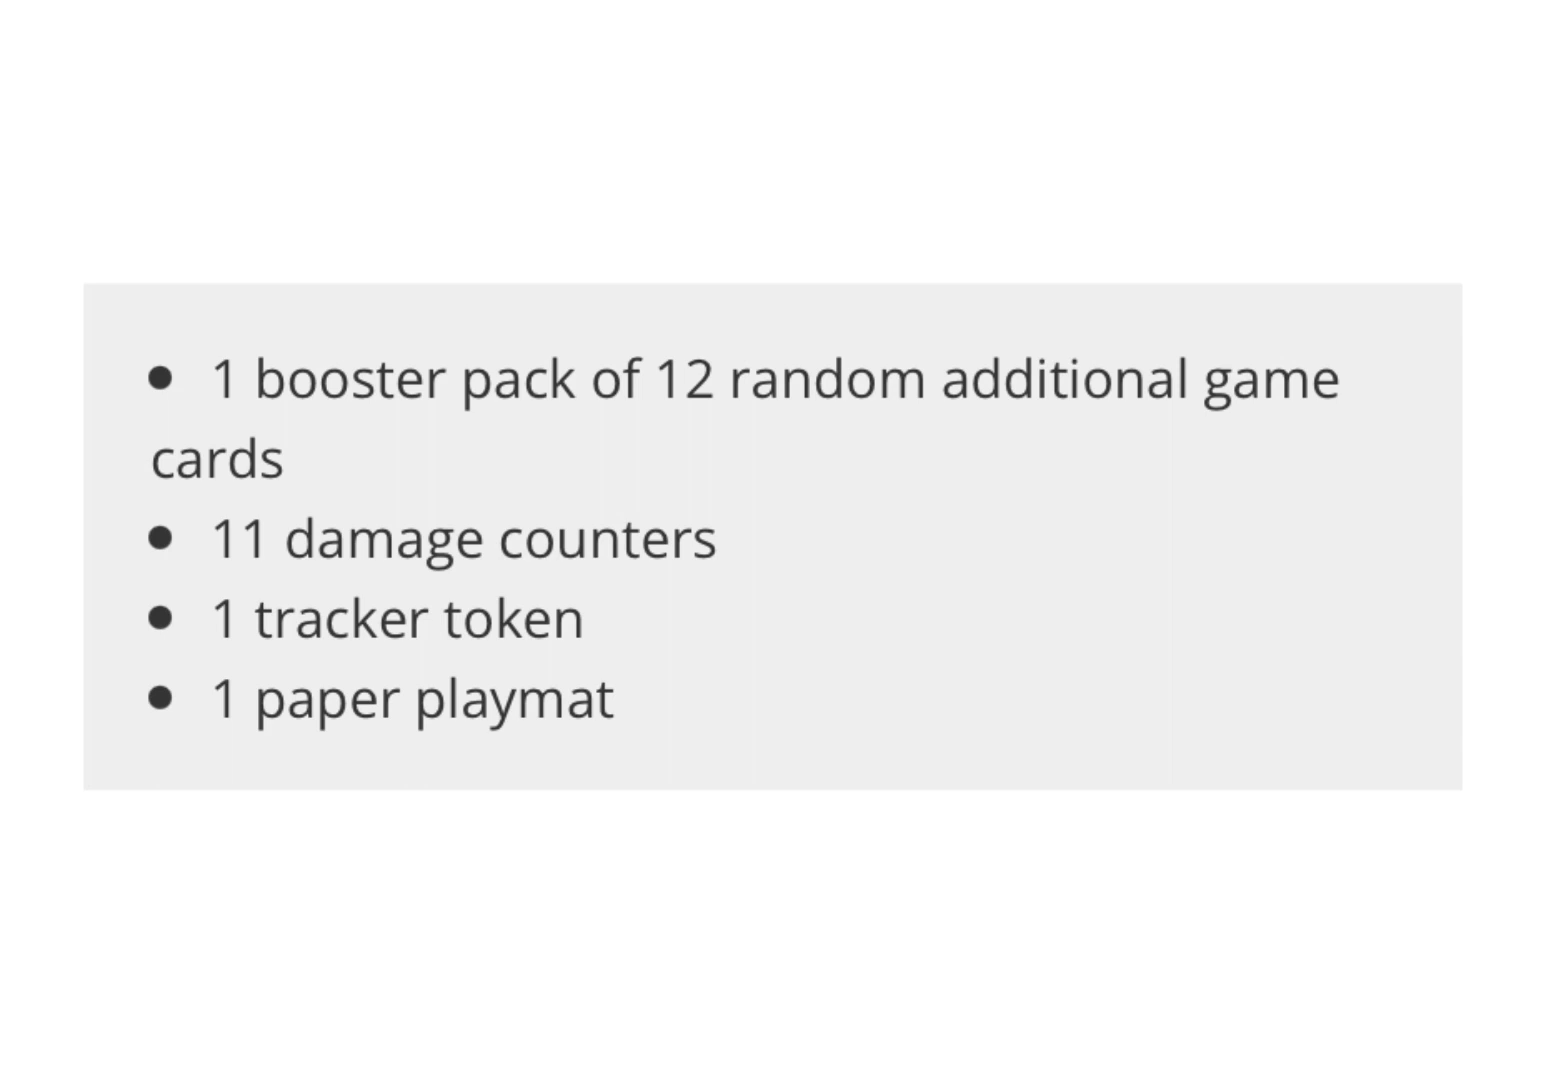 ● 1 booster pack of 12 random additional game
cards
● 11 damage counters
● 1 tracker token
● 1 paper playmat